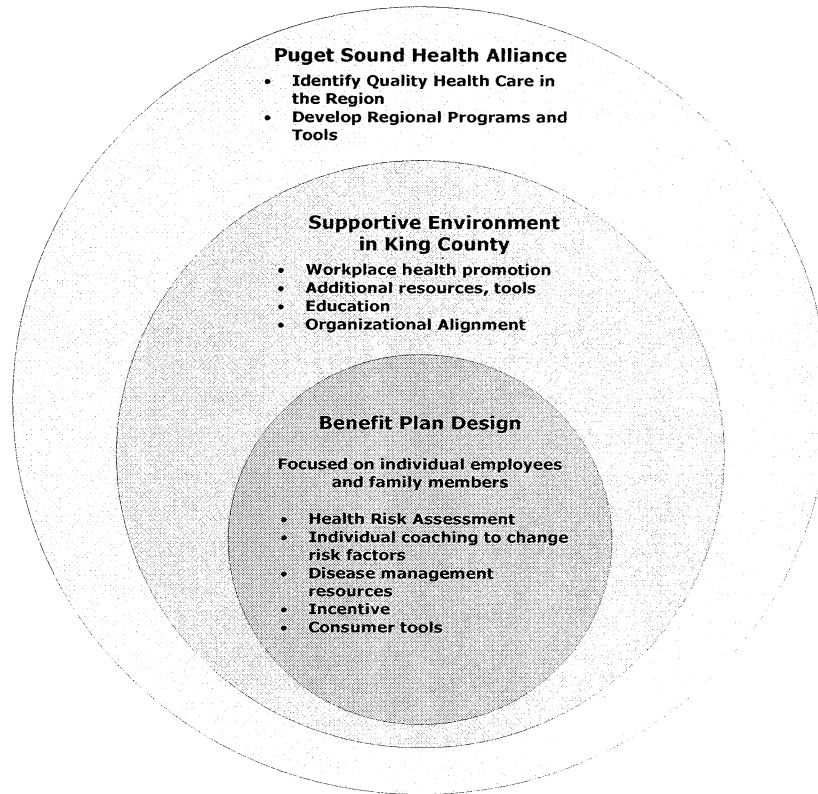 Puget Sound Health Alliance
• Identify Quality Health Care in
the Region
• Develop Regional Programs and
Tools
Supportive Environment
in King County
• Workplace health promotion
• Additional resources, tools
• Education
• Organizational Alignment
Benefit Plan Design
Focused on individual employees
and family members
• Health Risk Assessment
• Individual coaching to change
risk factors
• Disease management
resources
• Incentive
• Consumer tools